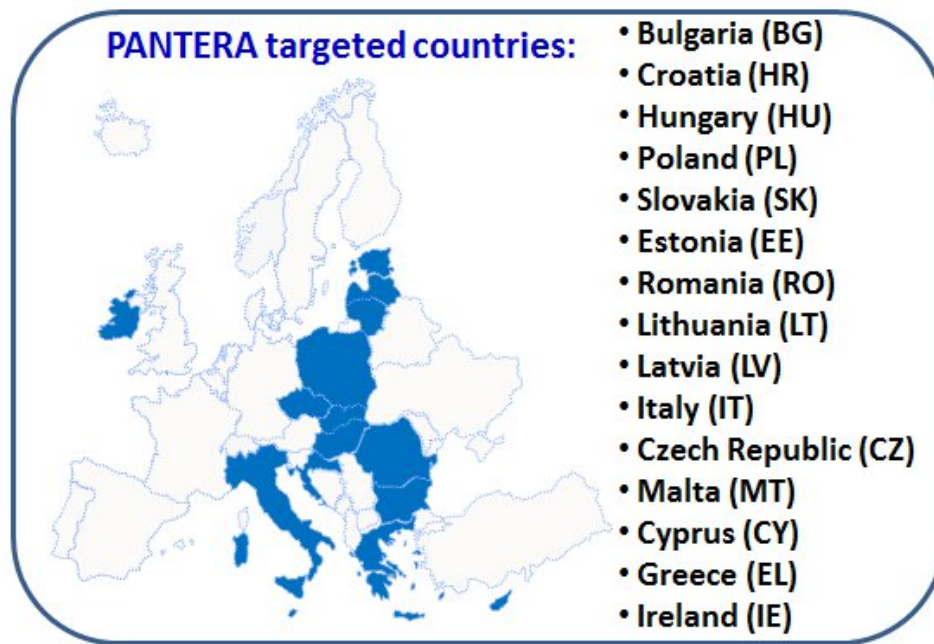 PANTERA targeted countries:
• Bulgaria (BG)
• Croatia (HR)
• Hungary (HU)
• Poland (PL)
• Slovakia (SK)
• Estonia (EE)
• Romania (RO)
• Lithuania (LT)
• Latvia (LV)
• Italy (IT)
• Czech Republic (CZ)
• Malta (MT)
• Cyprus (CY)
• Greece (EL)
• Ireland (IE)